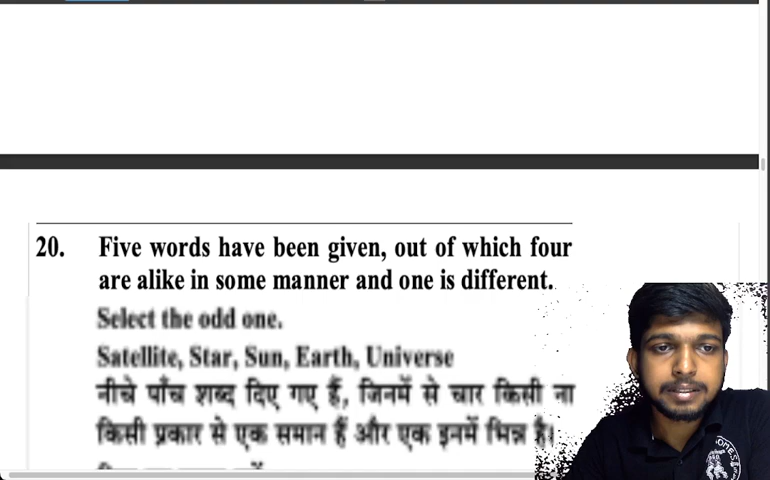 20. Five words have been given, out of which four
are alike in some manner and one is different.
Select the odd one.
Satellite, Star, Sun, Earth, Universe
नीचे पाँच शब्द दिए गए हैं, जिनमें से चार किसी ना
किसी प्रकार से एक समान हैं और एक इनमें भिन्न है।